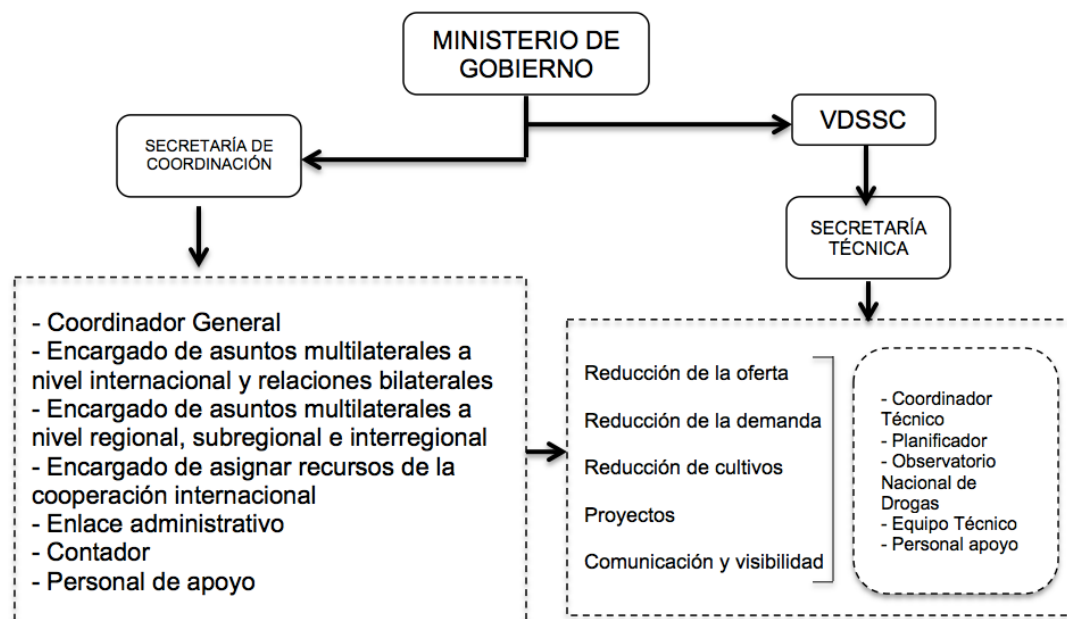 MINISTERIO DE
GOBIERNO
SECRETARÍA DE
COORDINACIÓN
VDSSC
SECRETARÍA
TÉCNICA
- Coordinador General
- Encargado de asuntos multilaterales a
nivel internacional y relaciones bilaterales
- Encargado de asuntos multilaterales a
nivel regional, subregional e interregional
- Encargado de asignar recursos de la
cooperación internacional
- Enlace administrativo
- Contador
- Personal de apoyo
Reducción de la oferta
Reducción de la demanda
Reducción de cultivos
Proyectos
Comunicación y visibilidad
- Coordinador
Técnico
- Planificador
- Observatorio
Nacional de
Drogas
- Equipo Técnico
- Personal apoyo